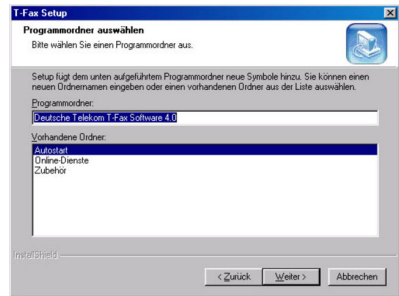 T-Fax Setup
Programmordner auswählen
Bitte wählen Sie einen Programmordner aus.
Setup fügt dem unten aufgeführtem Programmordner neue Symbole hinzu. Sie können einen
neuen Ordnernamen eingeben oder einen vorhandenen Ordner aus der Liste auswählen.
Programmordner:
Deutsche Telekom T-Fax Software 4.0
Vorhandene Ordner:
Autostart
Online-Dienste
Zubehör
InstallShield
< Zurück Weiter > Abbrechen